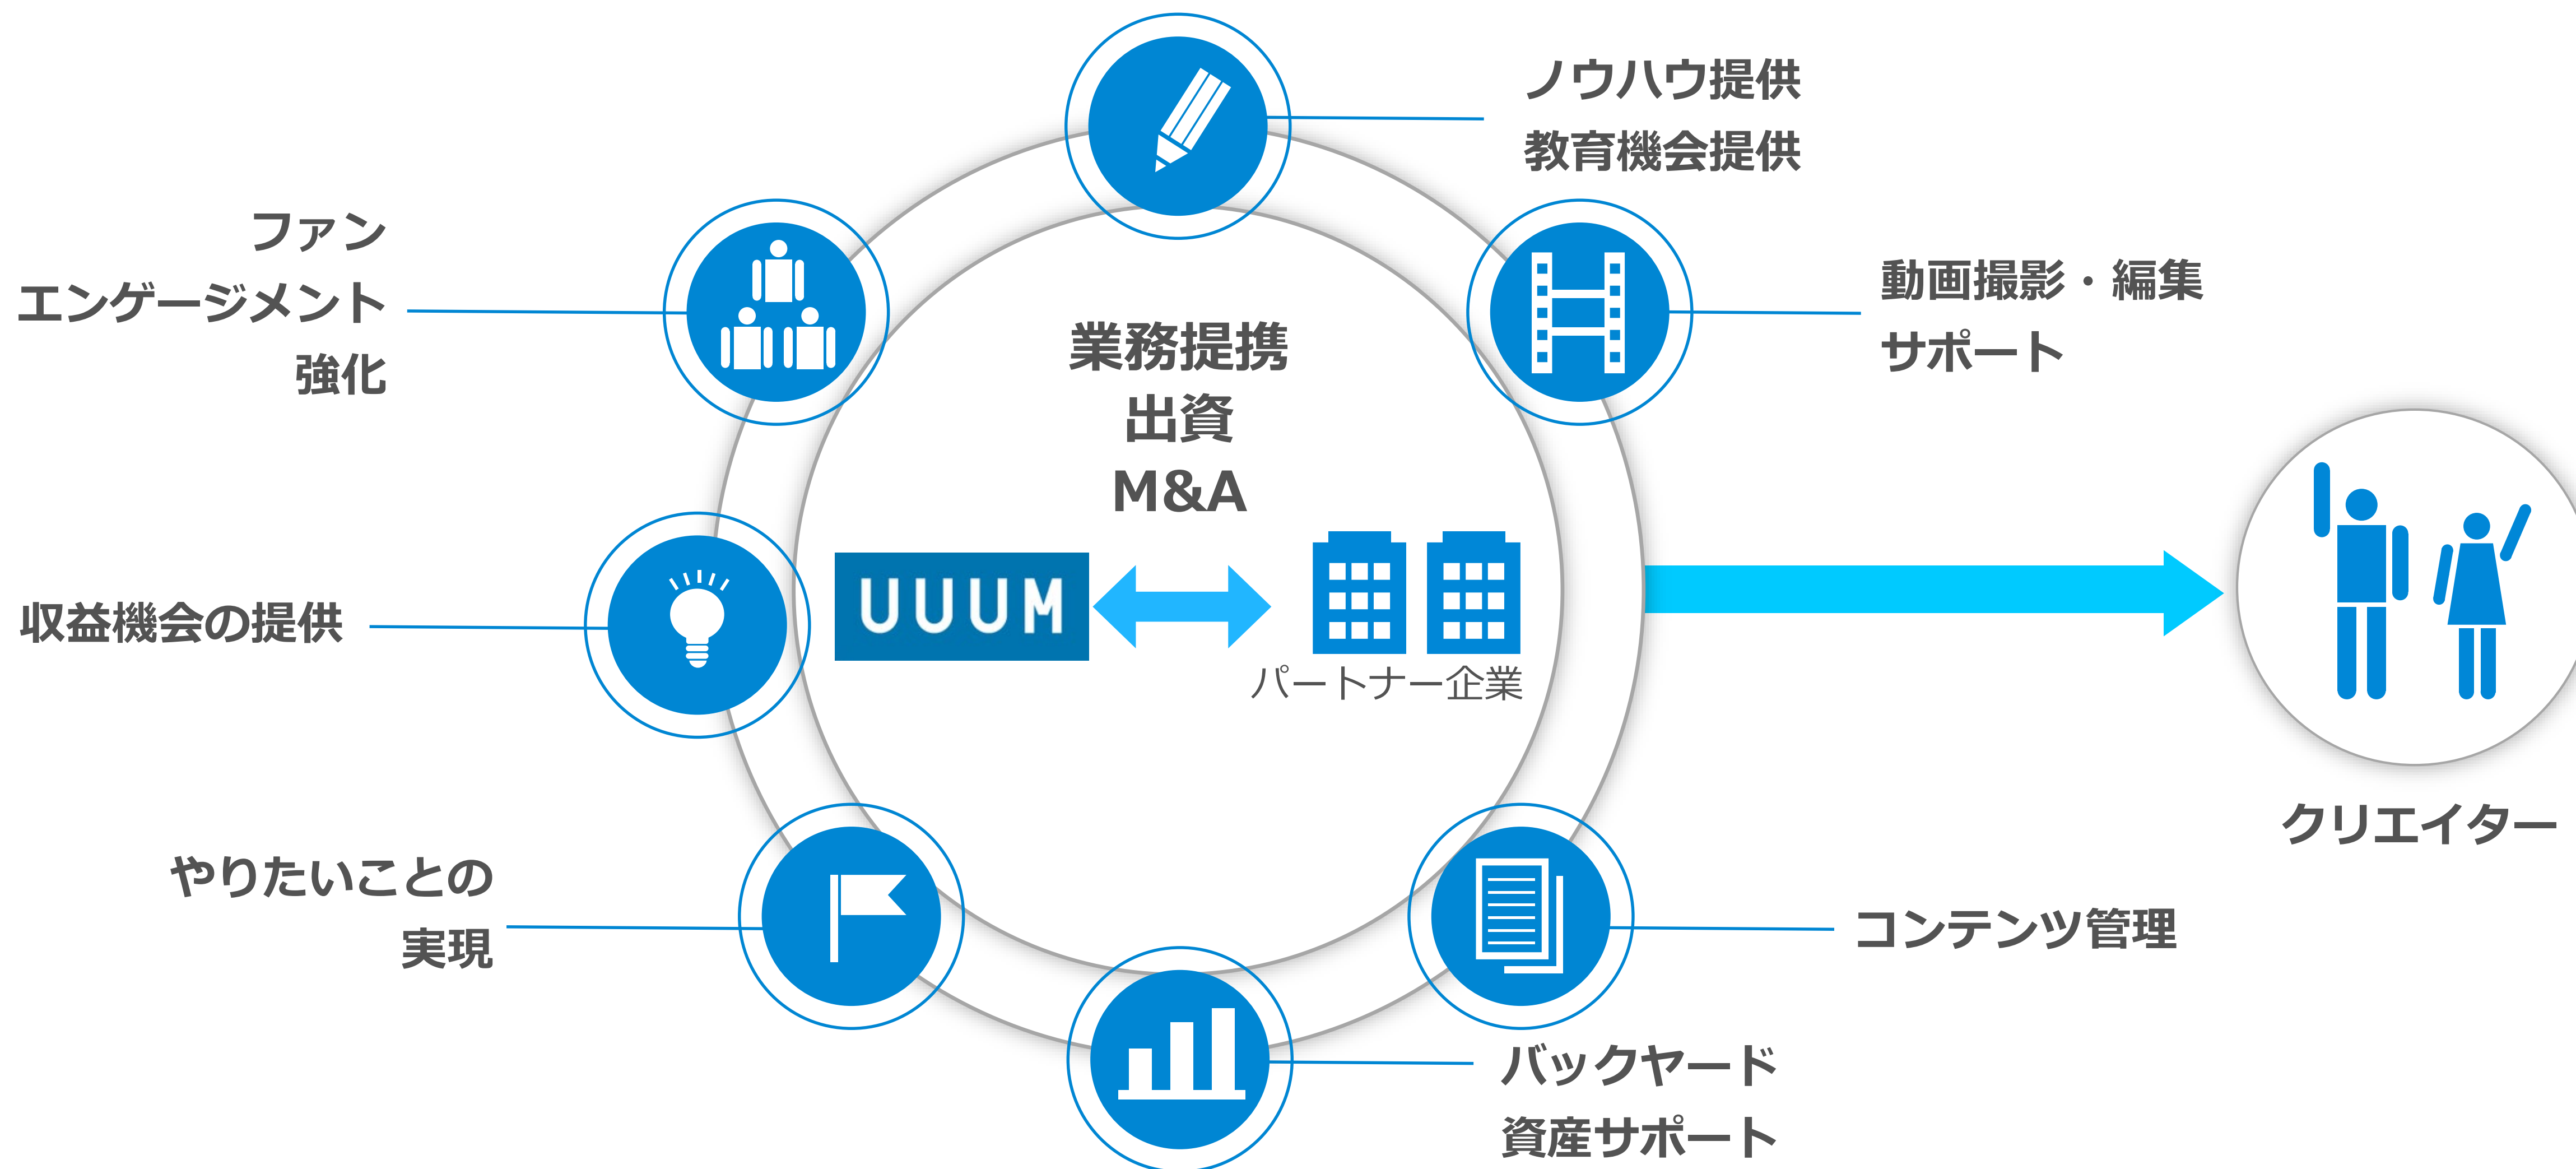 ノウハウ提供
教育機会提供
動画撮影・編集
サポート
ファン
エンゲージメント
強化
業務提携
出資
M&A
UUUM
パートナー企業
収益機会の提供
クリエイター
やりたいことの
実現
コンテンツ管理
バックヤード
資産サポート